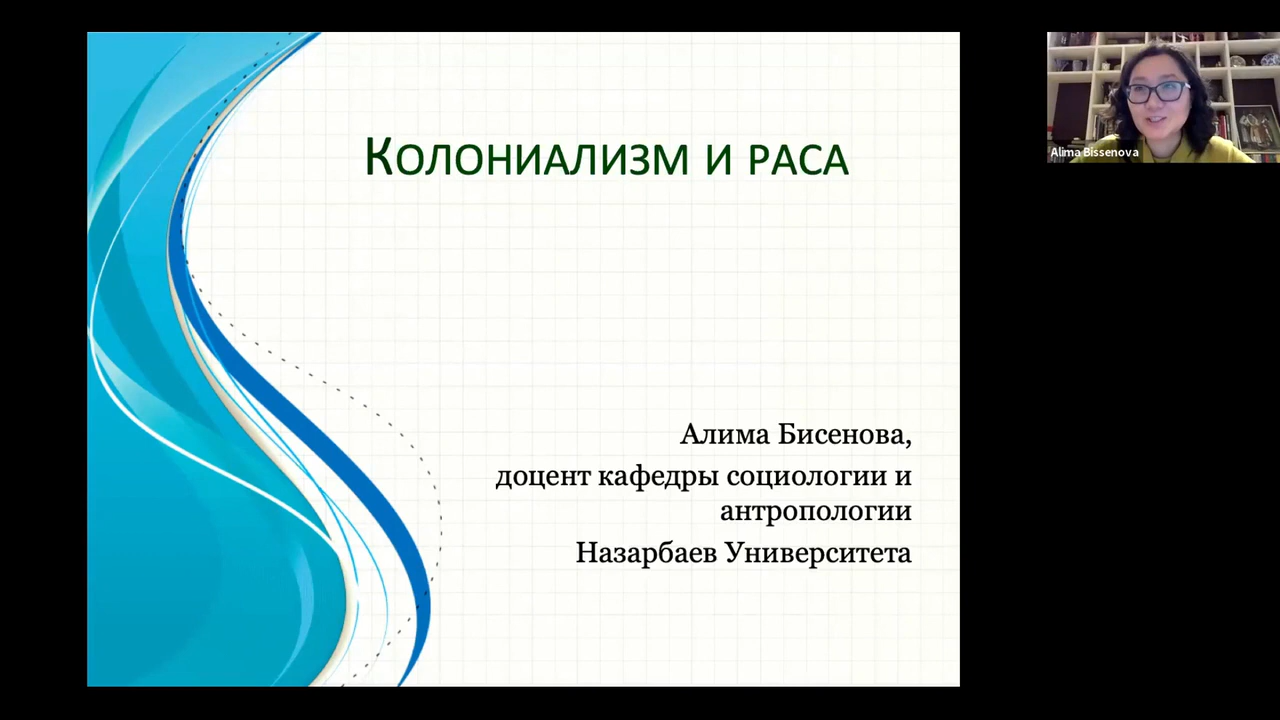 Колониализм и раса
Alima Bissenova
Алима Бисенова,
доцент кафедры социологии и
антропологии
Назарбаев Университета